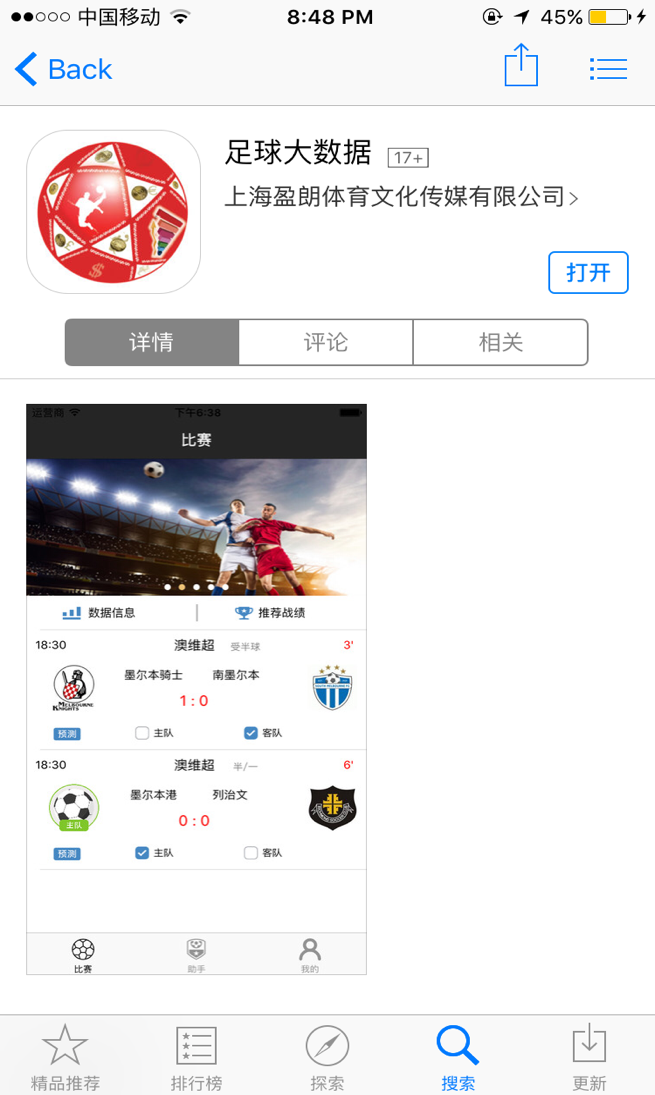 中国移动 8:48 PM 45%
Back
足球大数据 17+
上海盈朗体育文化传媒有限公司
打开
详情 评论 相关
运营商 下午6:38
比赛
数据信息 推荐战绩
18:30 澳维超 受半球 3'
墨尔本骑士 南墨尔本
1 : 0
MELBOURNE
KNIGHTS
预测 主队 客队
18:30 澳维超 半/一 6'
墨尔本港 列治文
0 : 0
主队
预测 主队 客队
比赛 助手 我的
精品推荐 排行榜 探索 搜索 更新